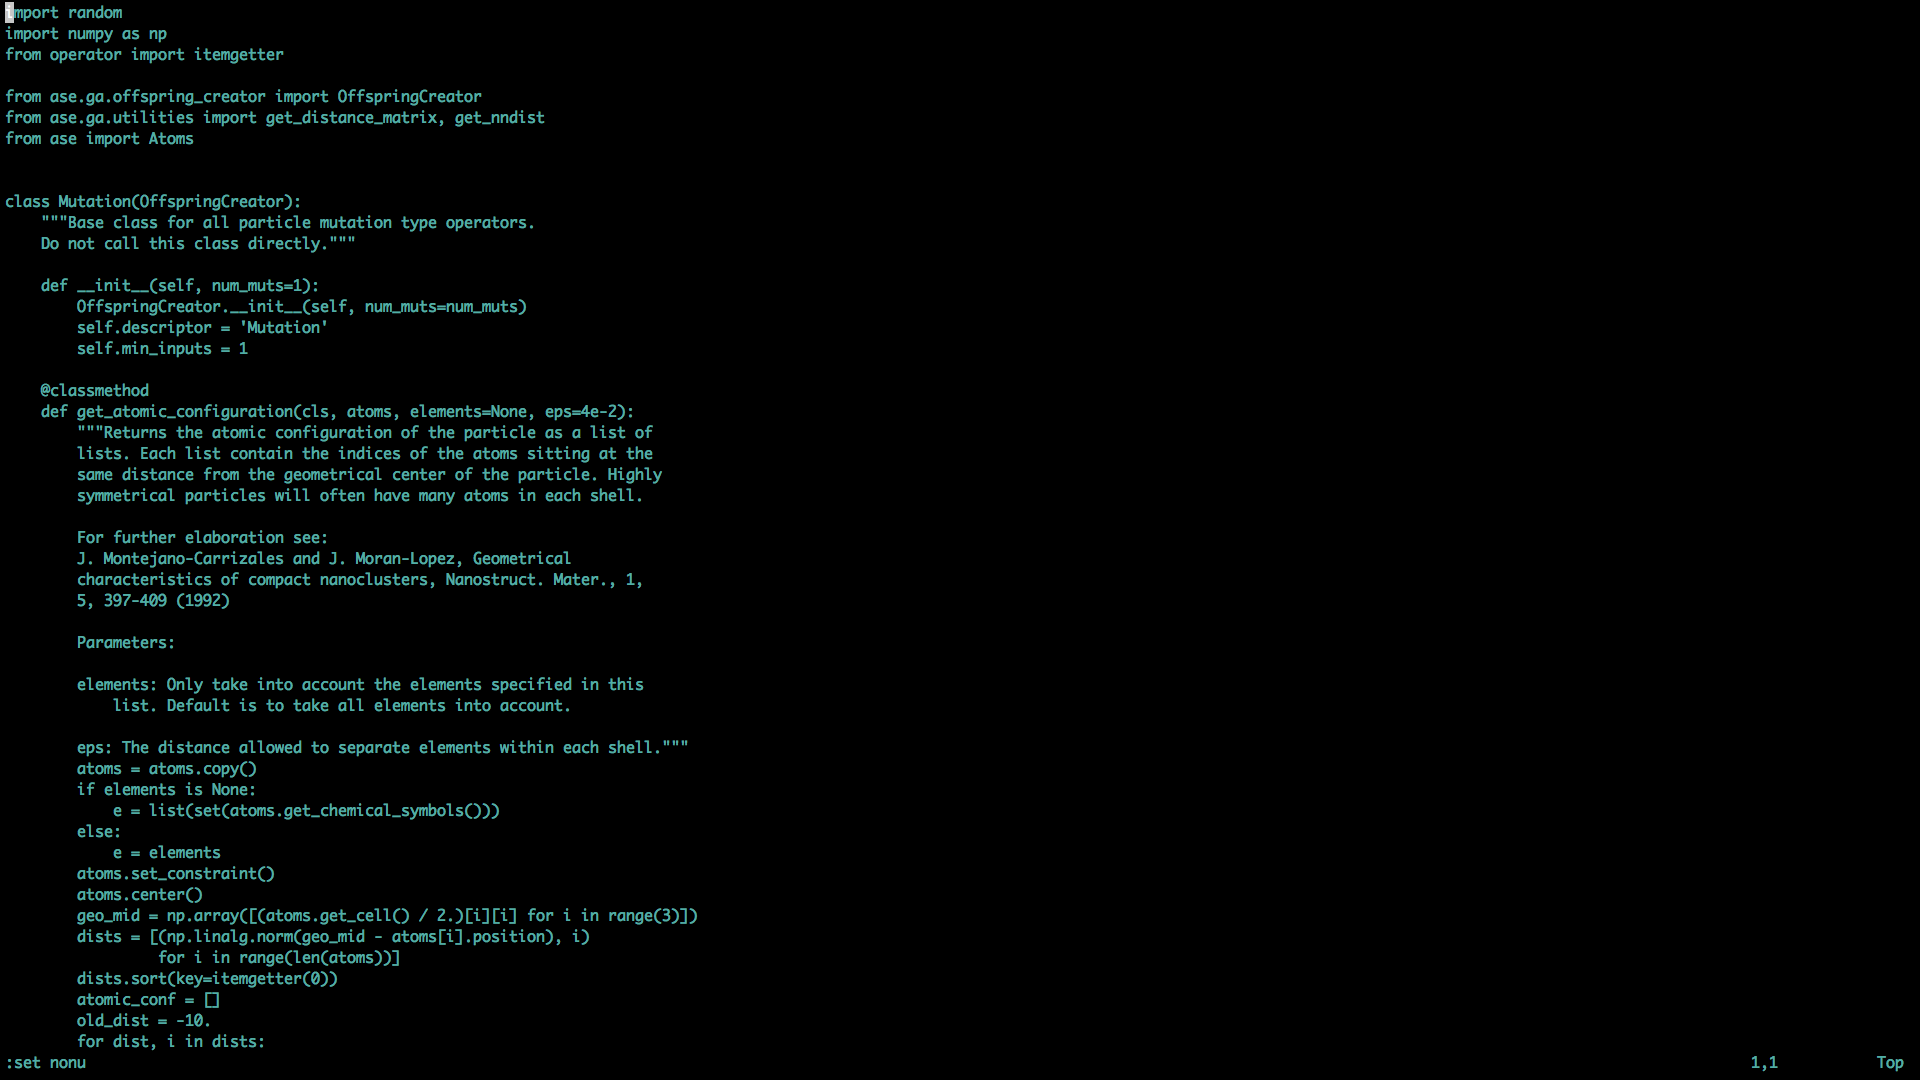 import random
import numpy as np
from operator import itemgetter

from ase.ga.offspring_creator import OffspringCreator
from ase.ga.utilities import get_distance_matrix, get_nndist
from ase import Atoms


class Mutation(OffspringCreator):
    """Base class for all particle mutation type operators.
    Do not call this class directly."""

    def __init__(self, num_muts=1):
        OffspringCreator.__init__(self, num_muts=num_muts)
        self.descriptor = 'Mutation'
        self.min_inputs = 1

    @classmethod
    def get_atomic_configuration(cls, atoms, elements=None, eps=4e-2):
        """Returns the atomic configuration of the particle as a list of
        lists. Each list contain the indices of the atoms sitting at the
        same distance from the geometrical center of the particle. Highly
        symmetrical particles will often have many atoms in each shell.

        For further elaboration see:
        J. Montejano-Carrizales and J. Moran-Lopez, Geometrical
        characteristics of compact nanoclusters, Nanostruct. Mater., 1,
        5, 397-409 (1992)

        Parameters:

        elements: Only take into account the elements specified in this
            list. Default is to take all elements into account.

        eps: The distance allowed to separate elements within each shell."""
        atoms = atoms.copy()
        if elements is None:
            e = list(set(atoms.get_chemical_symbols()))
        else:
            e = elements
        atoms.set_constraint()
        atoms.center()
        geo_mid = np.array([(atoms.get_cell() / 2.)[i][i] for i in range(3)])
        dists = [(np.linalg.norm(geo_mid - atoms[i].position), i)
                 for i in range(len(atoms))]
        dists.sort(key=itemgetter(0))
        atomic_conf = []
        old_dist = -10.
        for dist, i in dists:
:set nonu 1,1 Top